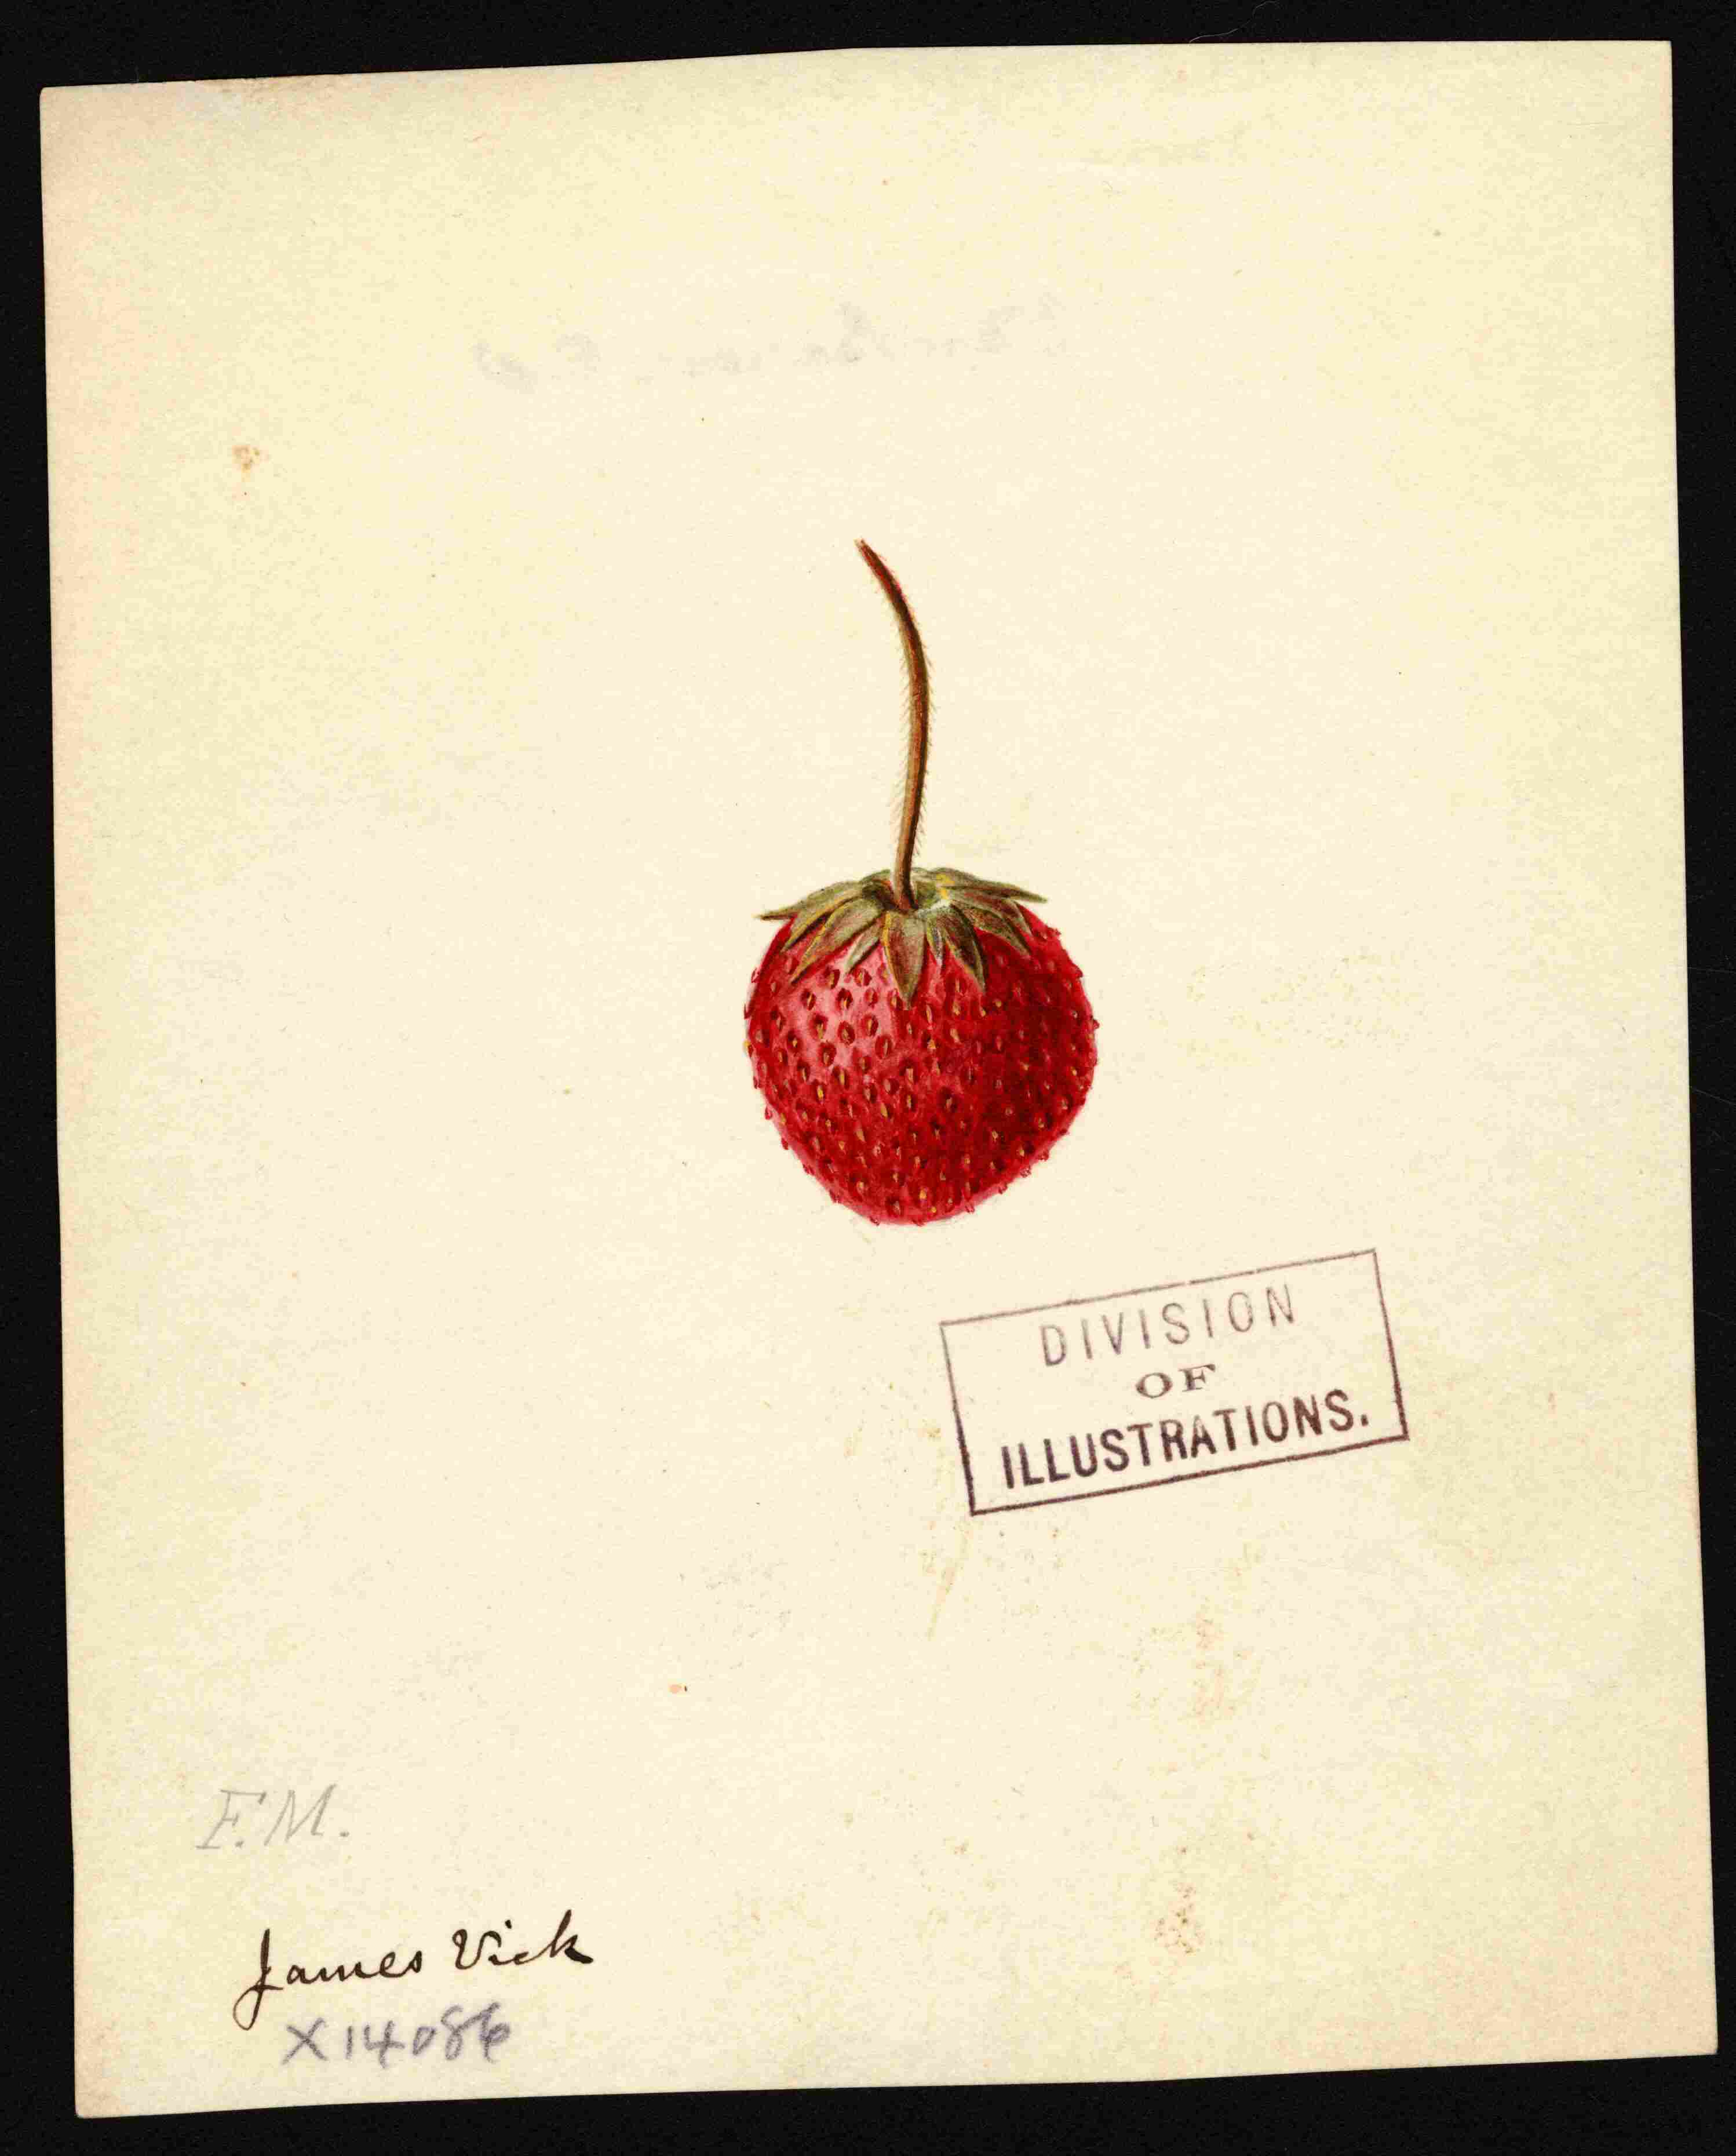 DIVISION
OF
ILLUSTRATIONS.
F.M.
James Vick
X14086